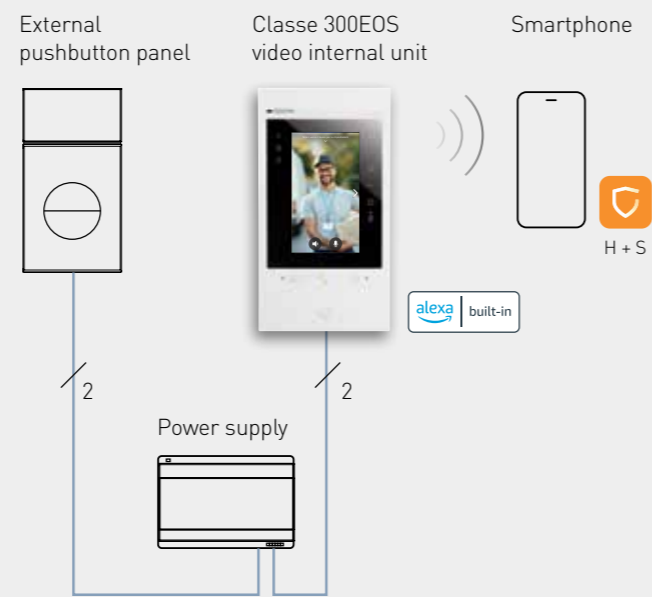 External
pushbutton panel
Classe 300EOS
video internal unit
Smartphone
H + S
alexa
built-in
2
2
Power supply